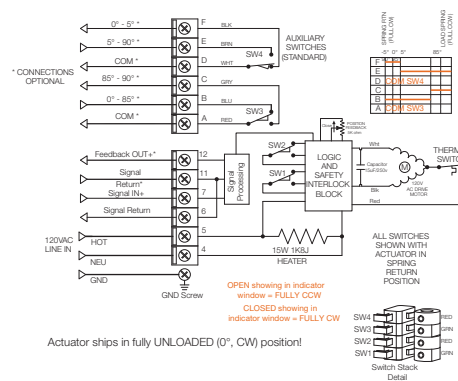 0° - 5° *
5° - 90° *
COM *
85° - 90° *
0° - 85° *
COM *
* CONNECTIONS
OPTIONAL
F
E
D
C
B
A
BLK
BRN
WHT
GRY
BLU
RED
SW4
SW3
AUXILIARY
SWITCHES
(STANDARD)
SPRING RTN
(FULL CW)
LOAD SPRING
(FULL CCW)
-5° 0° 5°
85°
F
E
D COM SW4
C
B
A COM SW3
Feedback OUT+*
Signal
Return*
Signal IN+
Signal Return
12
11
7
6
5
4
Signal
Processing
120VAC
LINE IN
HOT
NEU
GND
GND Screw
SW2
SW1
Close
POSITION
FEEDBACK
LOGIC
AND
SAFETY
INTERLOCK
BLOCK
15W 1K8J
HEATER
Wht
Capacitor
Blk
Red
M
120V
AC DRIVE
MOTOR
THERM
SWITC
ALL SWITCHES
SHOWN WITH
ACTUATOR IN
SPRING
RETURN
POSITION
OPEN showing in indicator
window = FULLY CCW
CLOSED showing in
indicator window = FULLY CW
Actuator ships in fully UNLOADED (0°, CW) position!
SW4
SW3
SW2
SW1
RED
GRN
RED
GRN
Switch Stack
Detail